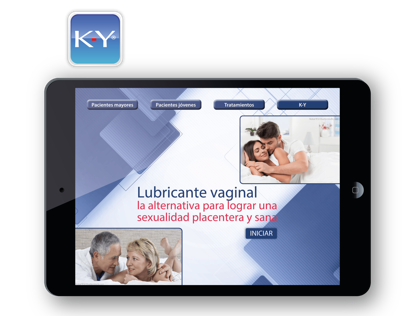 K-Y
Pacientes mayores
Pacientes jóvenes
Tratamientos
K-Y
Lubricante vaginal
la alternativa para lograr una
sexualidad placentera y sana
INICIAR